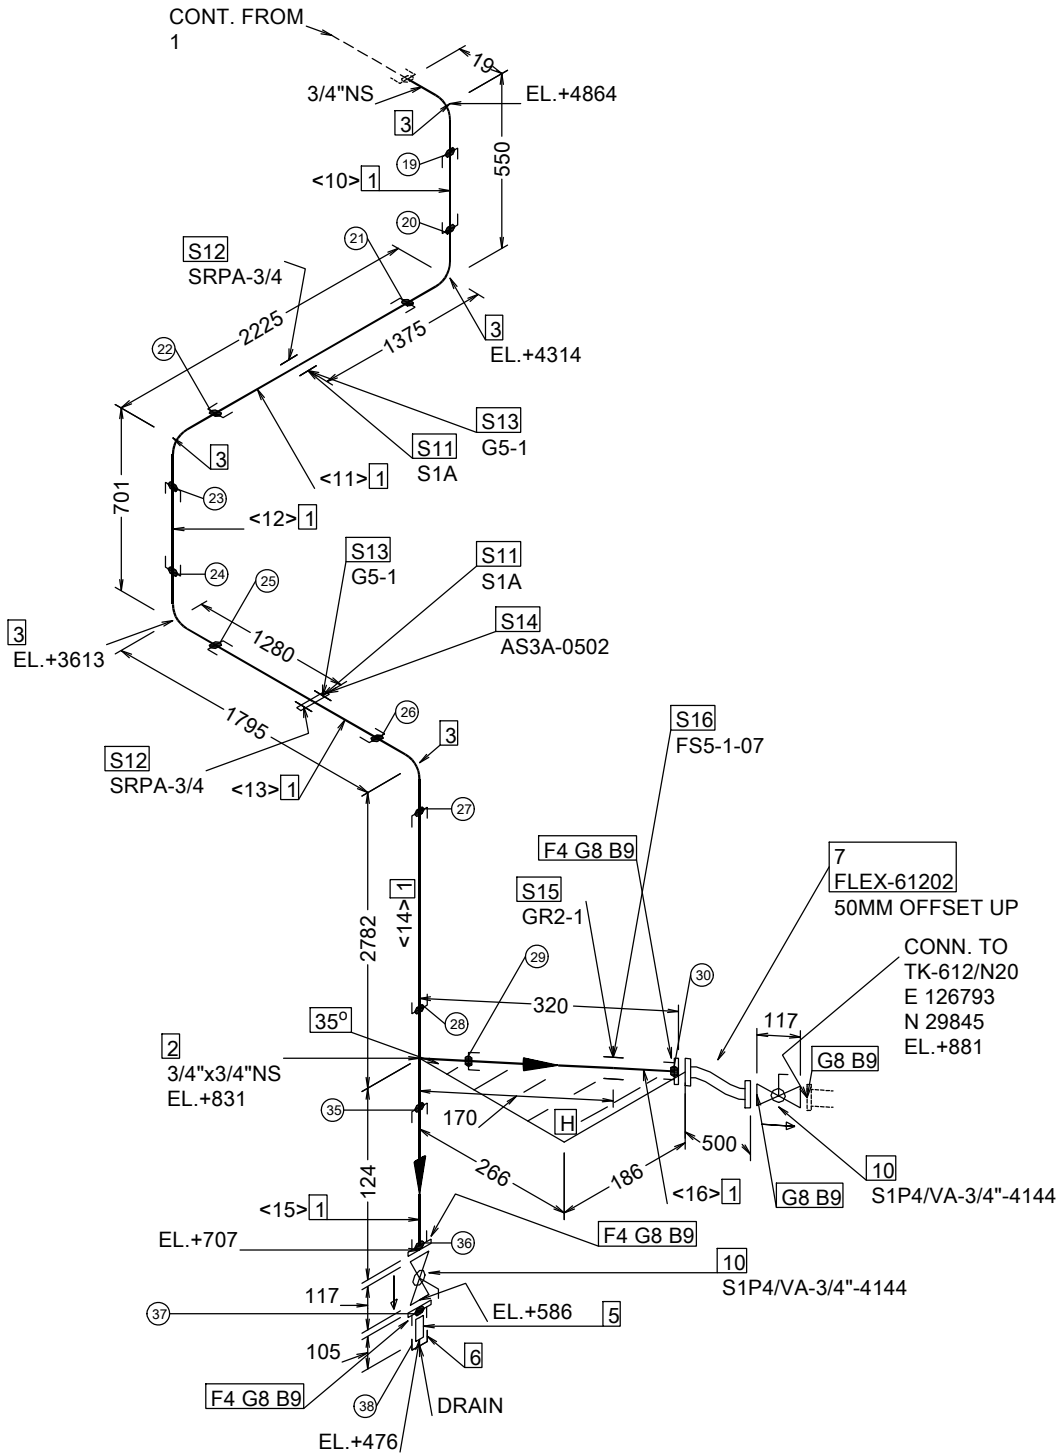 CONT. FROM
1
19
3/4"NS
EL.+4864
3
550
19
<10> 1
20
S12
SRPA-3/4
21
2225
1375
3
EL.+4314
22
S13
G5-1
S11
S1A
3
<11> 1
701
23
<12> 1
S13
G5-1
S11
S1A
24
25
S14
AS3A-0502
3
EL.+3613
1280
1795
26
S12
SRPA-3/4
<13> 1
3
S16
FS5-1-07
27
F4 G8 B9
7
FLEX-61202
50MM OFFSET UP
S15
GR2-1
<14> 1
2782
CONN. TO
TK-612/N20
E 126793
N 29845
EL.+881
29
30
320
28
35°
117
2
3/4"x3/4"NS
EL.+831
G8 B9
35
170
H
500
266
186
124
<16> 1
10
S1P4/VA-3/4"-4144
G8 B9
<15> 1
EL.+707
36
F4 G8 B9
10
S1P4/VA-3/4"-4144
117
37
EL.+586
5
105
6
F4 G8 B9
38
DRAIN
EL.+476